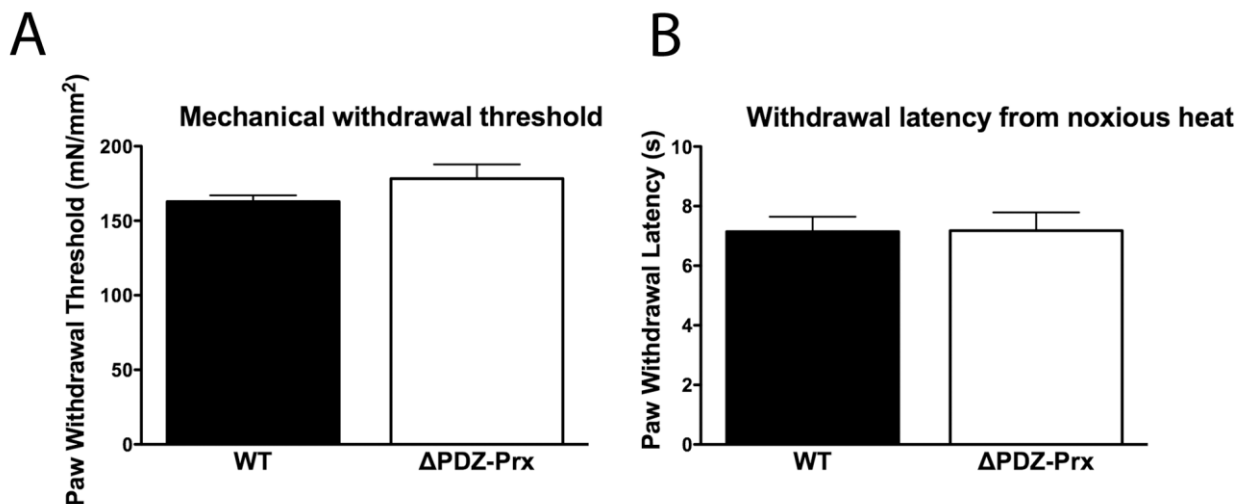 A
Mechanical withdrawal threshold
Paw Withdrawal Threshold (mN/mm²)
200
150
100
50
0
WT
ΔPDZ-Prx
B
Withdrawal latency from noxious heat
Paw Withdrawal Latency (s)
10
8
6
4
2
0
WT
ΔPDZ-Prx